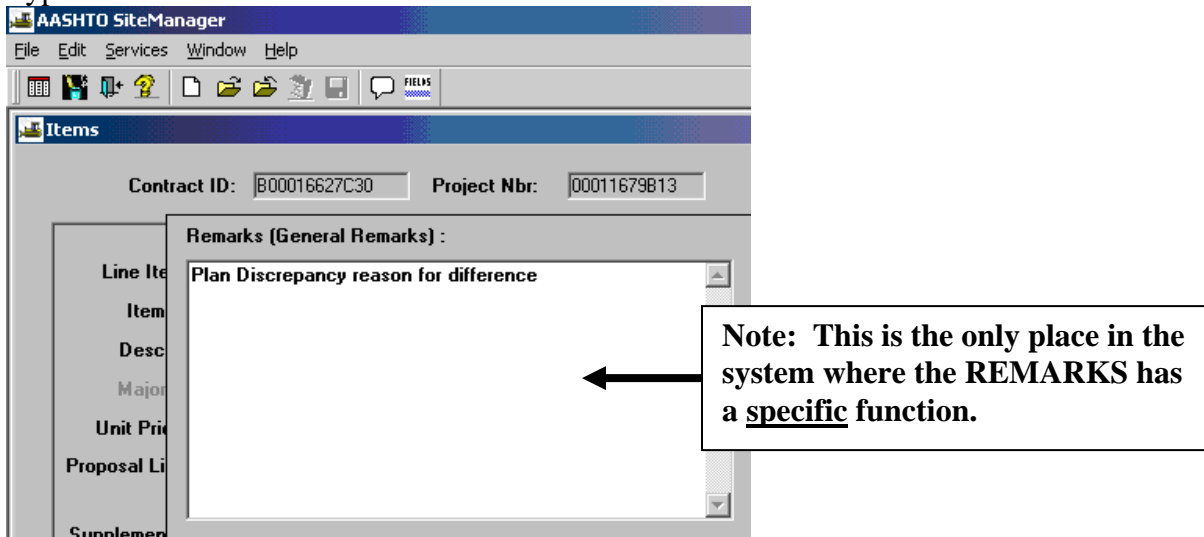 AASHTO SiteManager
File Edit Services Window Help
FIELDS
Items
Contract ID: B00016627C30 Project Nbr: 00011679B13
Remarks (General Remarks) :
Line Ite
Plan Discrepancy reason for difference
Item
Desc
Major
Unit Pric
Proposal Li
Note: This is the only place in the
system where the REMARKS has
a specific function.